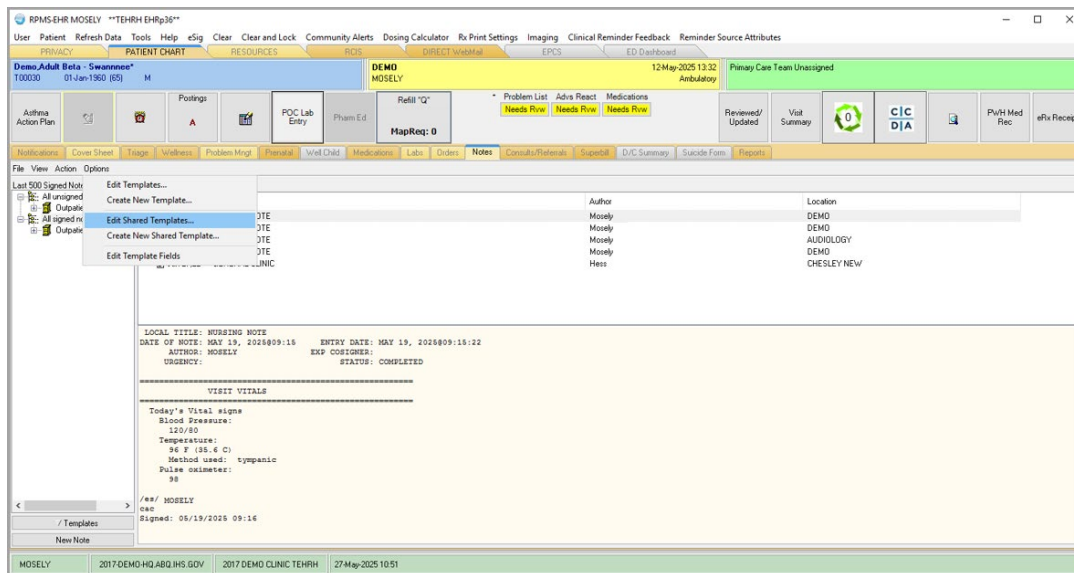 RPMS-EHR MOSELY **TEHRH EHRp36**
User Patient Refresh Data Tools Help eSig Clear Clear and Lock Community Alerts Dosing Calculator Rx Print Settings Imaging Clinical Reminder Feedback Reminder Source Attributes
PRIVACY PATIENT CHART RESOURCES RCIS DIRECT WebMail EPCS ED Dashboard
Demo,Adult Beta - Swannnee*
T00030 01-Jan-1960 (65) M
DEMO 12-May-2025 13:32
MOSELY Ambulatory
Primary Care Team Unassigned
Asthma Action Plan
Postings
A
POC Lab Entry
Pharm Ed
Refill "Q"
MapReq: 0
* Problem List Advs React Medications
Needs Rvw Needs Rvw Needs Rvw
Reviewed/ Updated
Visit Summary
0
C|C
D|A
PWH Med Rec
eRx Receip
Notifications Cover Sheet Triage Wellness Problem Mngt Prenatal Well Child Medications Labs Orders Notes Consults/Referrals Superbill D/C Summary Suicide Form Reports
File View Action Options
Last 500 Signed Note
All unsigned
Outpatie
All signed no
Outpatie
Edit Templates...
Create New Template...
Edit Shared Templates...
Create New Shared Template...
Edit Template Fields
Author Location
OTE Mosely DEMO
OTE Mosely DEMO
OTE Mosely AUDIOLOGY
OTE Mosely DEMO
LINIC Hess CHESLEY NEW
LOCAL TITLE: NURSING NOTE
DATE OF NOTE: MAY 19, 2025@09:15 ENTRY DATE: MAY 19, 2025@09:15:22
AUTHOR: MOSELY EXP COSIGNER:
URGENCY: STATUS: COMPLETED
VISIT VITALS
Today's Vital signs
Blood Pressure:
120/80
Temperature:
96 F (35.6 C)
Method used: tympanic
Pulse oximeter:
98
/es/ MOSELY
cac
Signed: 05/19/2025 09:16
/ Templates
New Note
MOSELY 2017-DEMO-HQ.ABQ.IHS.GOV 2017 DEMO CLINIC TEHRH 27-May-2025 10:51